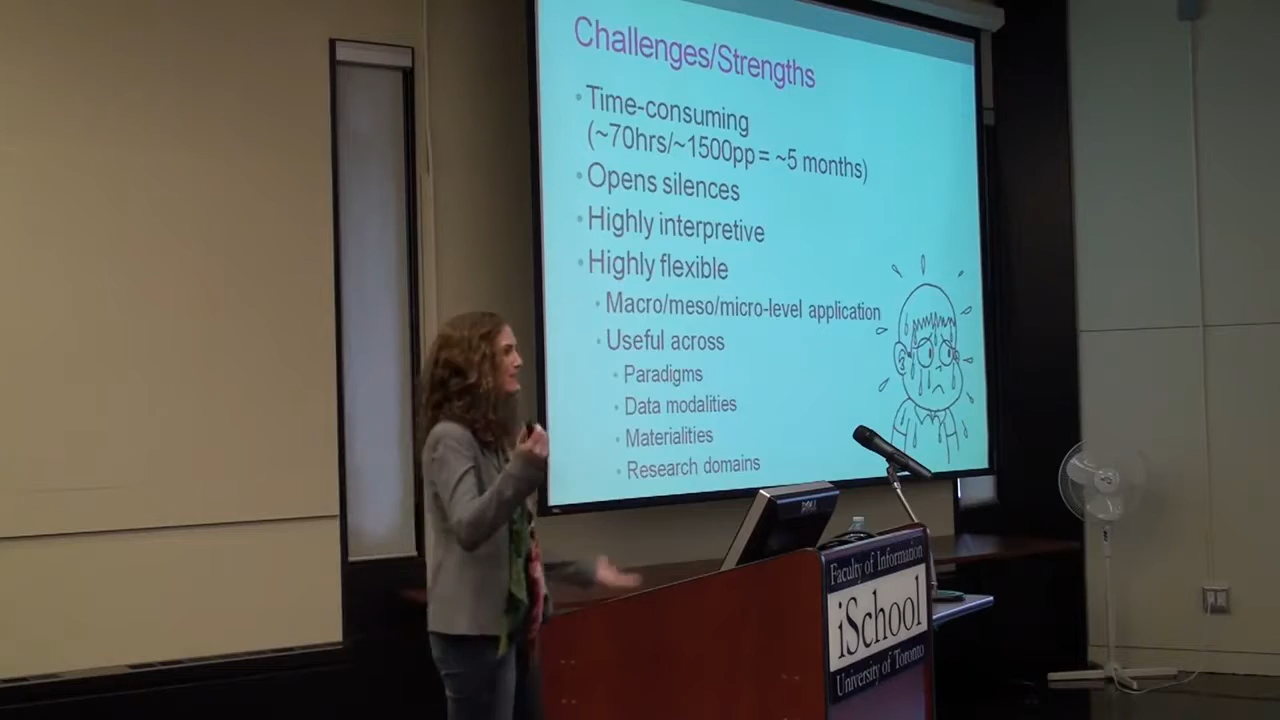 Challenges/Strengths
•Time-consuming
(~70hrs/~1500pp = ~5 months)
•Opens silences
•Highly interpretive
•Highly flexible
•Macro/meso/micro-level application
•Useful across
•Paradigms
•Data modalities
•Materialities
•Research domains
DELL
Faculty of Information
iSchool
University of Toronto